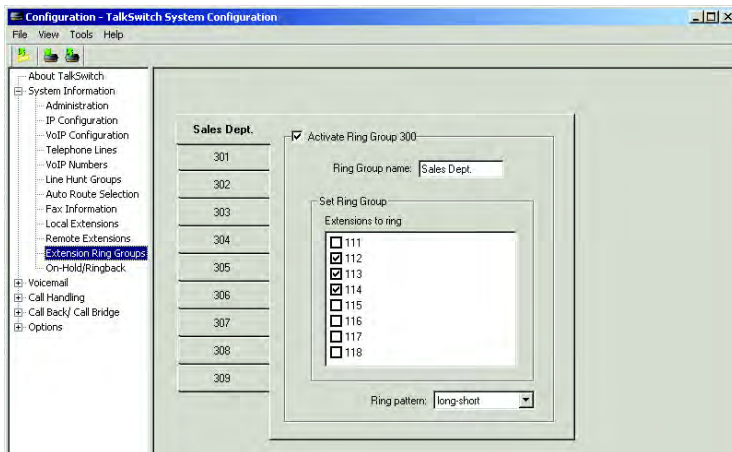 Configuration - TalkSwitch System Configuration
File View Tools Help
About TalkSwitch
System Information
Administration
IP Configuration
VoIP Configuration
Telephone Lines
VoIP Numbers
Line Hunt Groups
Auto Route Selection
Fax Information
Local Extensions
Remote Extensions
Extension Ring Groups
On-Hold/Ringback
Voicemail
Call Handling
Call Back/ Call Bridge
Options
Sales Dept.
301
302
303
304
305
306
307
308
309
Activate Ring Group 300
Ring Group name: Sales Dept.
Set Ring Group
Extensions to ring
111
112
113
114
115
116
117
118
Ring pattern: long-short